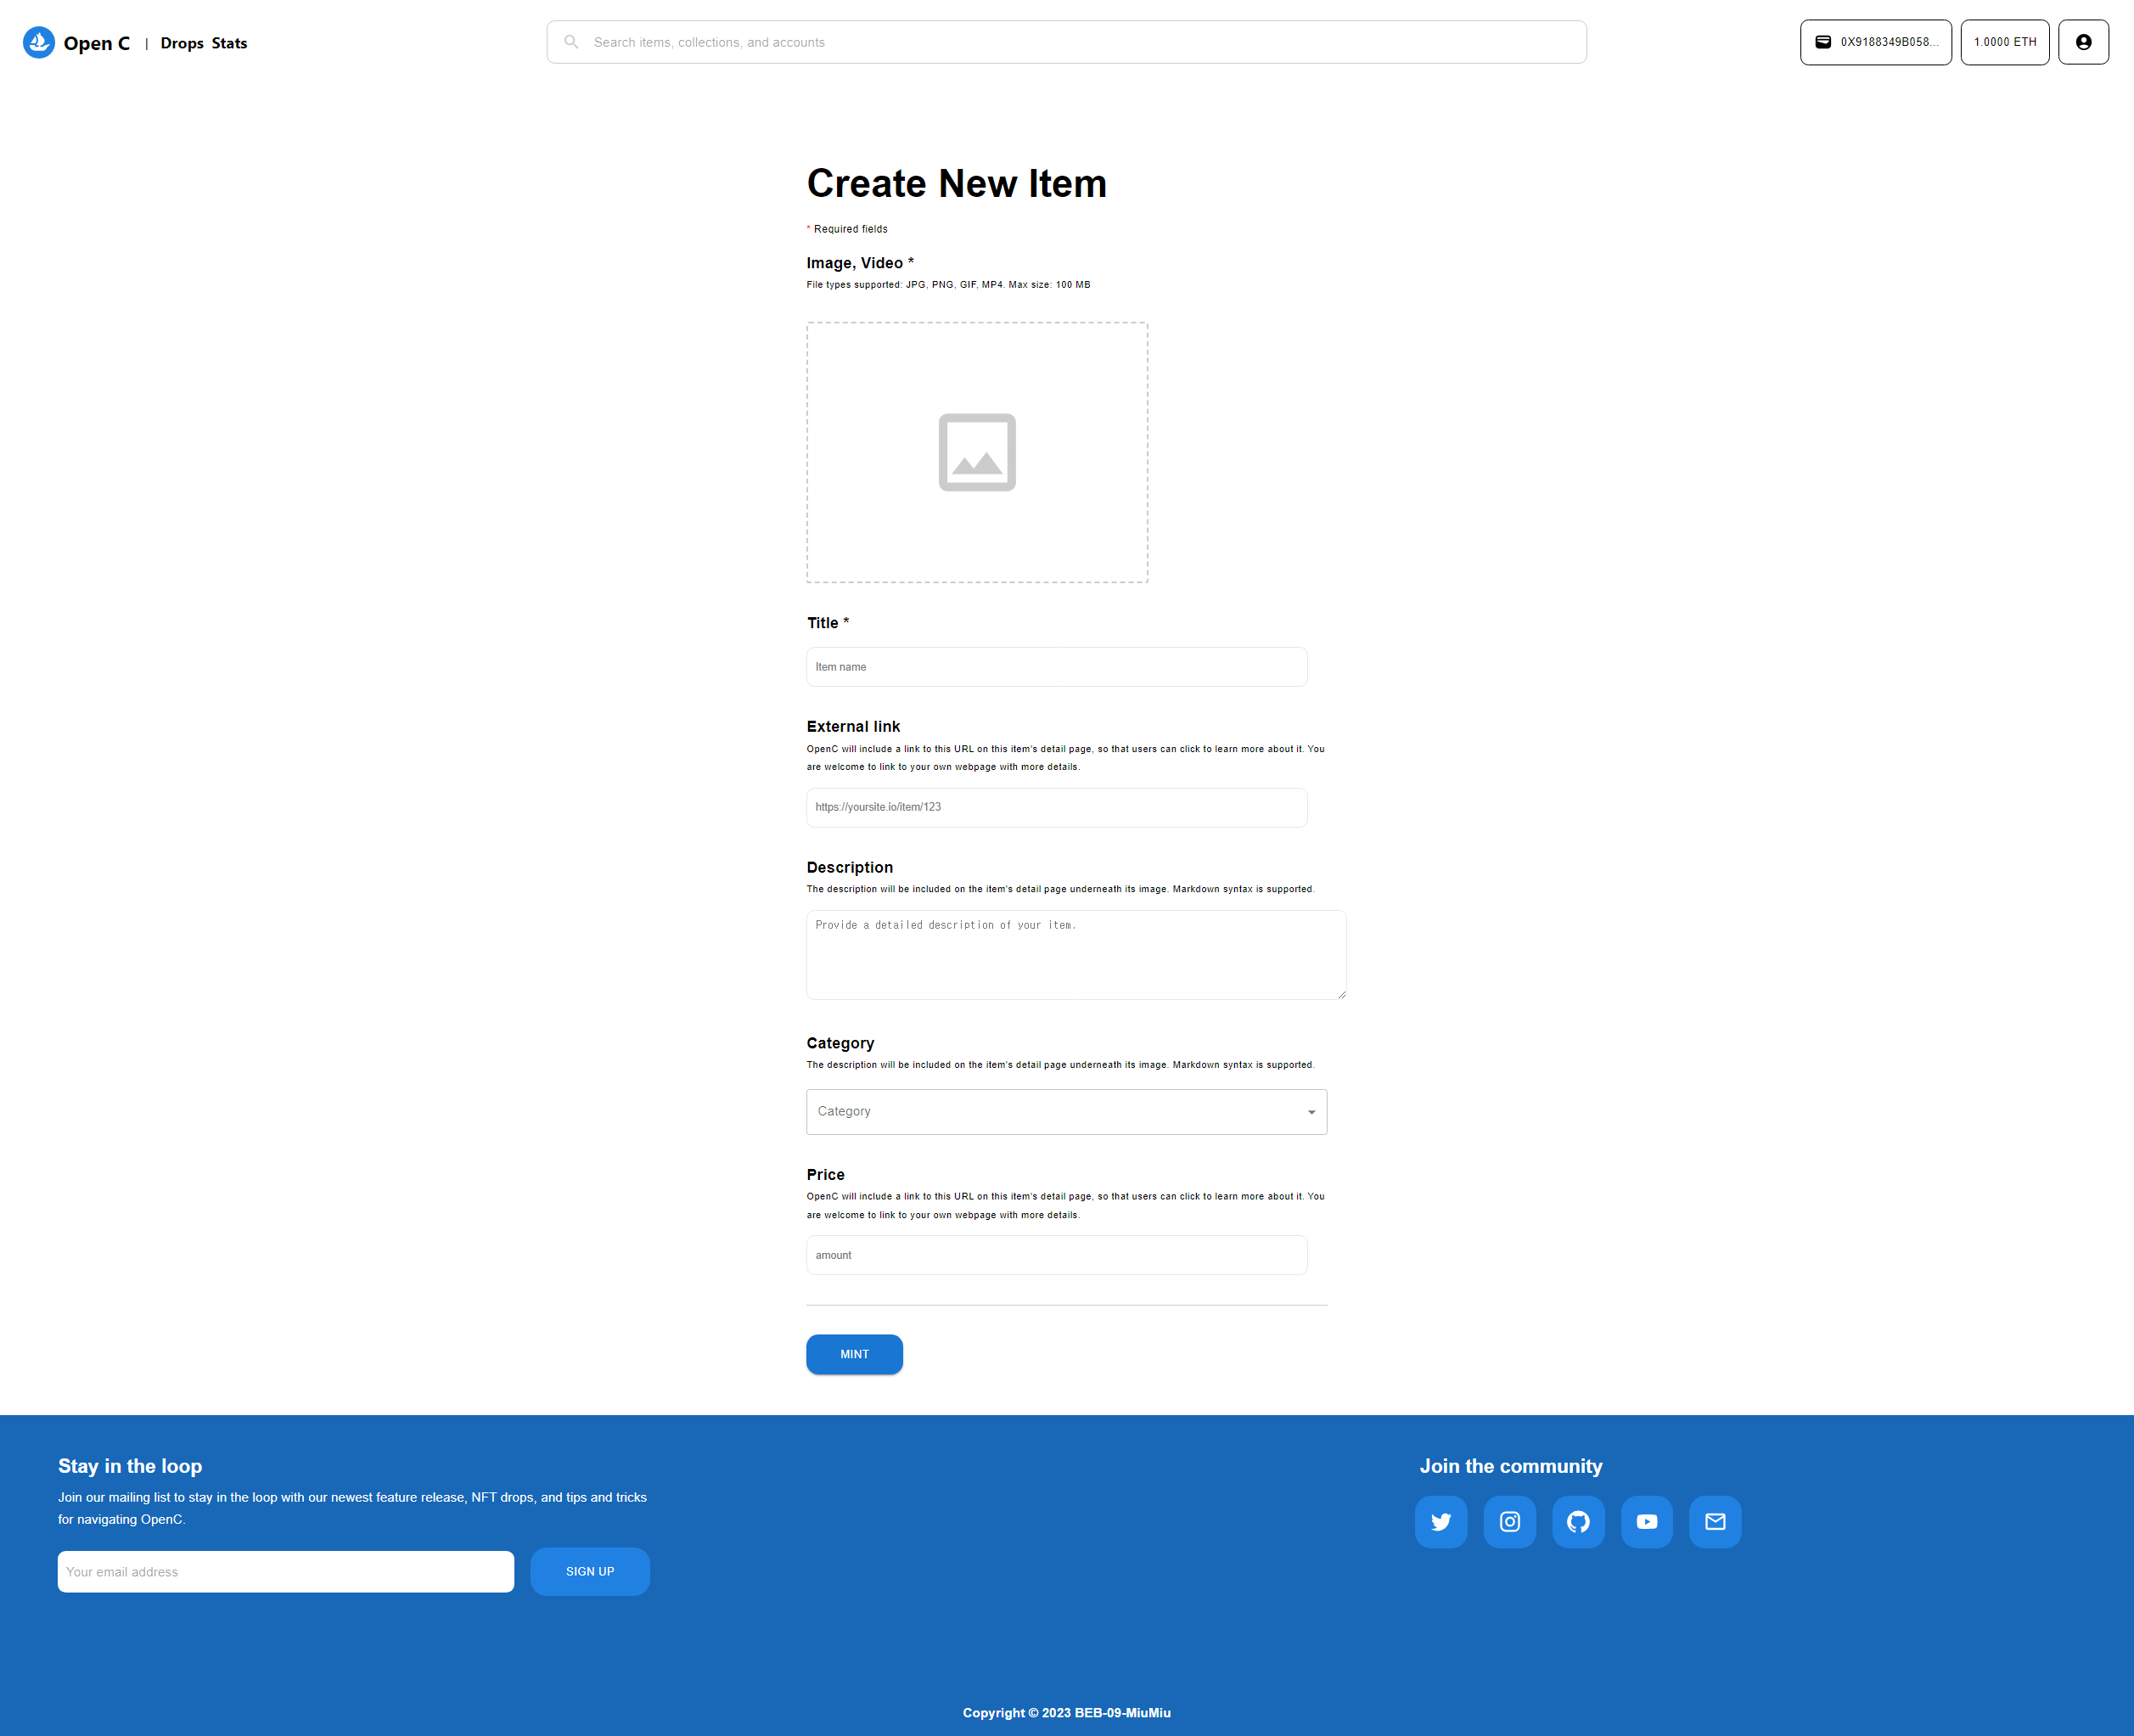 Open C | Drops Stats
Search items, collections, and accounts
0X9188349B058...
1.0000 ETH
Create New Item
* Required fields
Image, Video *
File types supported: JPG, PNG, GIF, MP4. Max size: 100 MB
Title *
Item name
External link
OpenC will include a link to this URL on this item's detail page, so that users can click to learn more about it. You
are welcome to link to your own webpage with more details.
https://yoursite.io/item/123
Description
The description will be included on the item's detail page underneath its image. Markdown syntax is supported.
Provide a detailed description of your item.
Category
The description will be included on the item's detail page underneath its image. Markdown syntax is supported.
Category
Price
OpenC will include a link to this URL on this item's detail page, so that users can click to learn more about it. You
are welcome to link to your own webpage with more details.
amount
MINT
Stay in the loop
Join our mailing list to stay in the loop with our newest feature release, NFT drops, and tips and tricks
for navigating OpenC.
Your email address
SIGN UP
Join the community
Copyright © 2023 BEB-09-MiuMiu